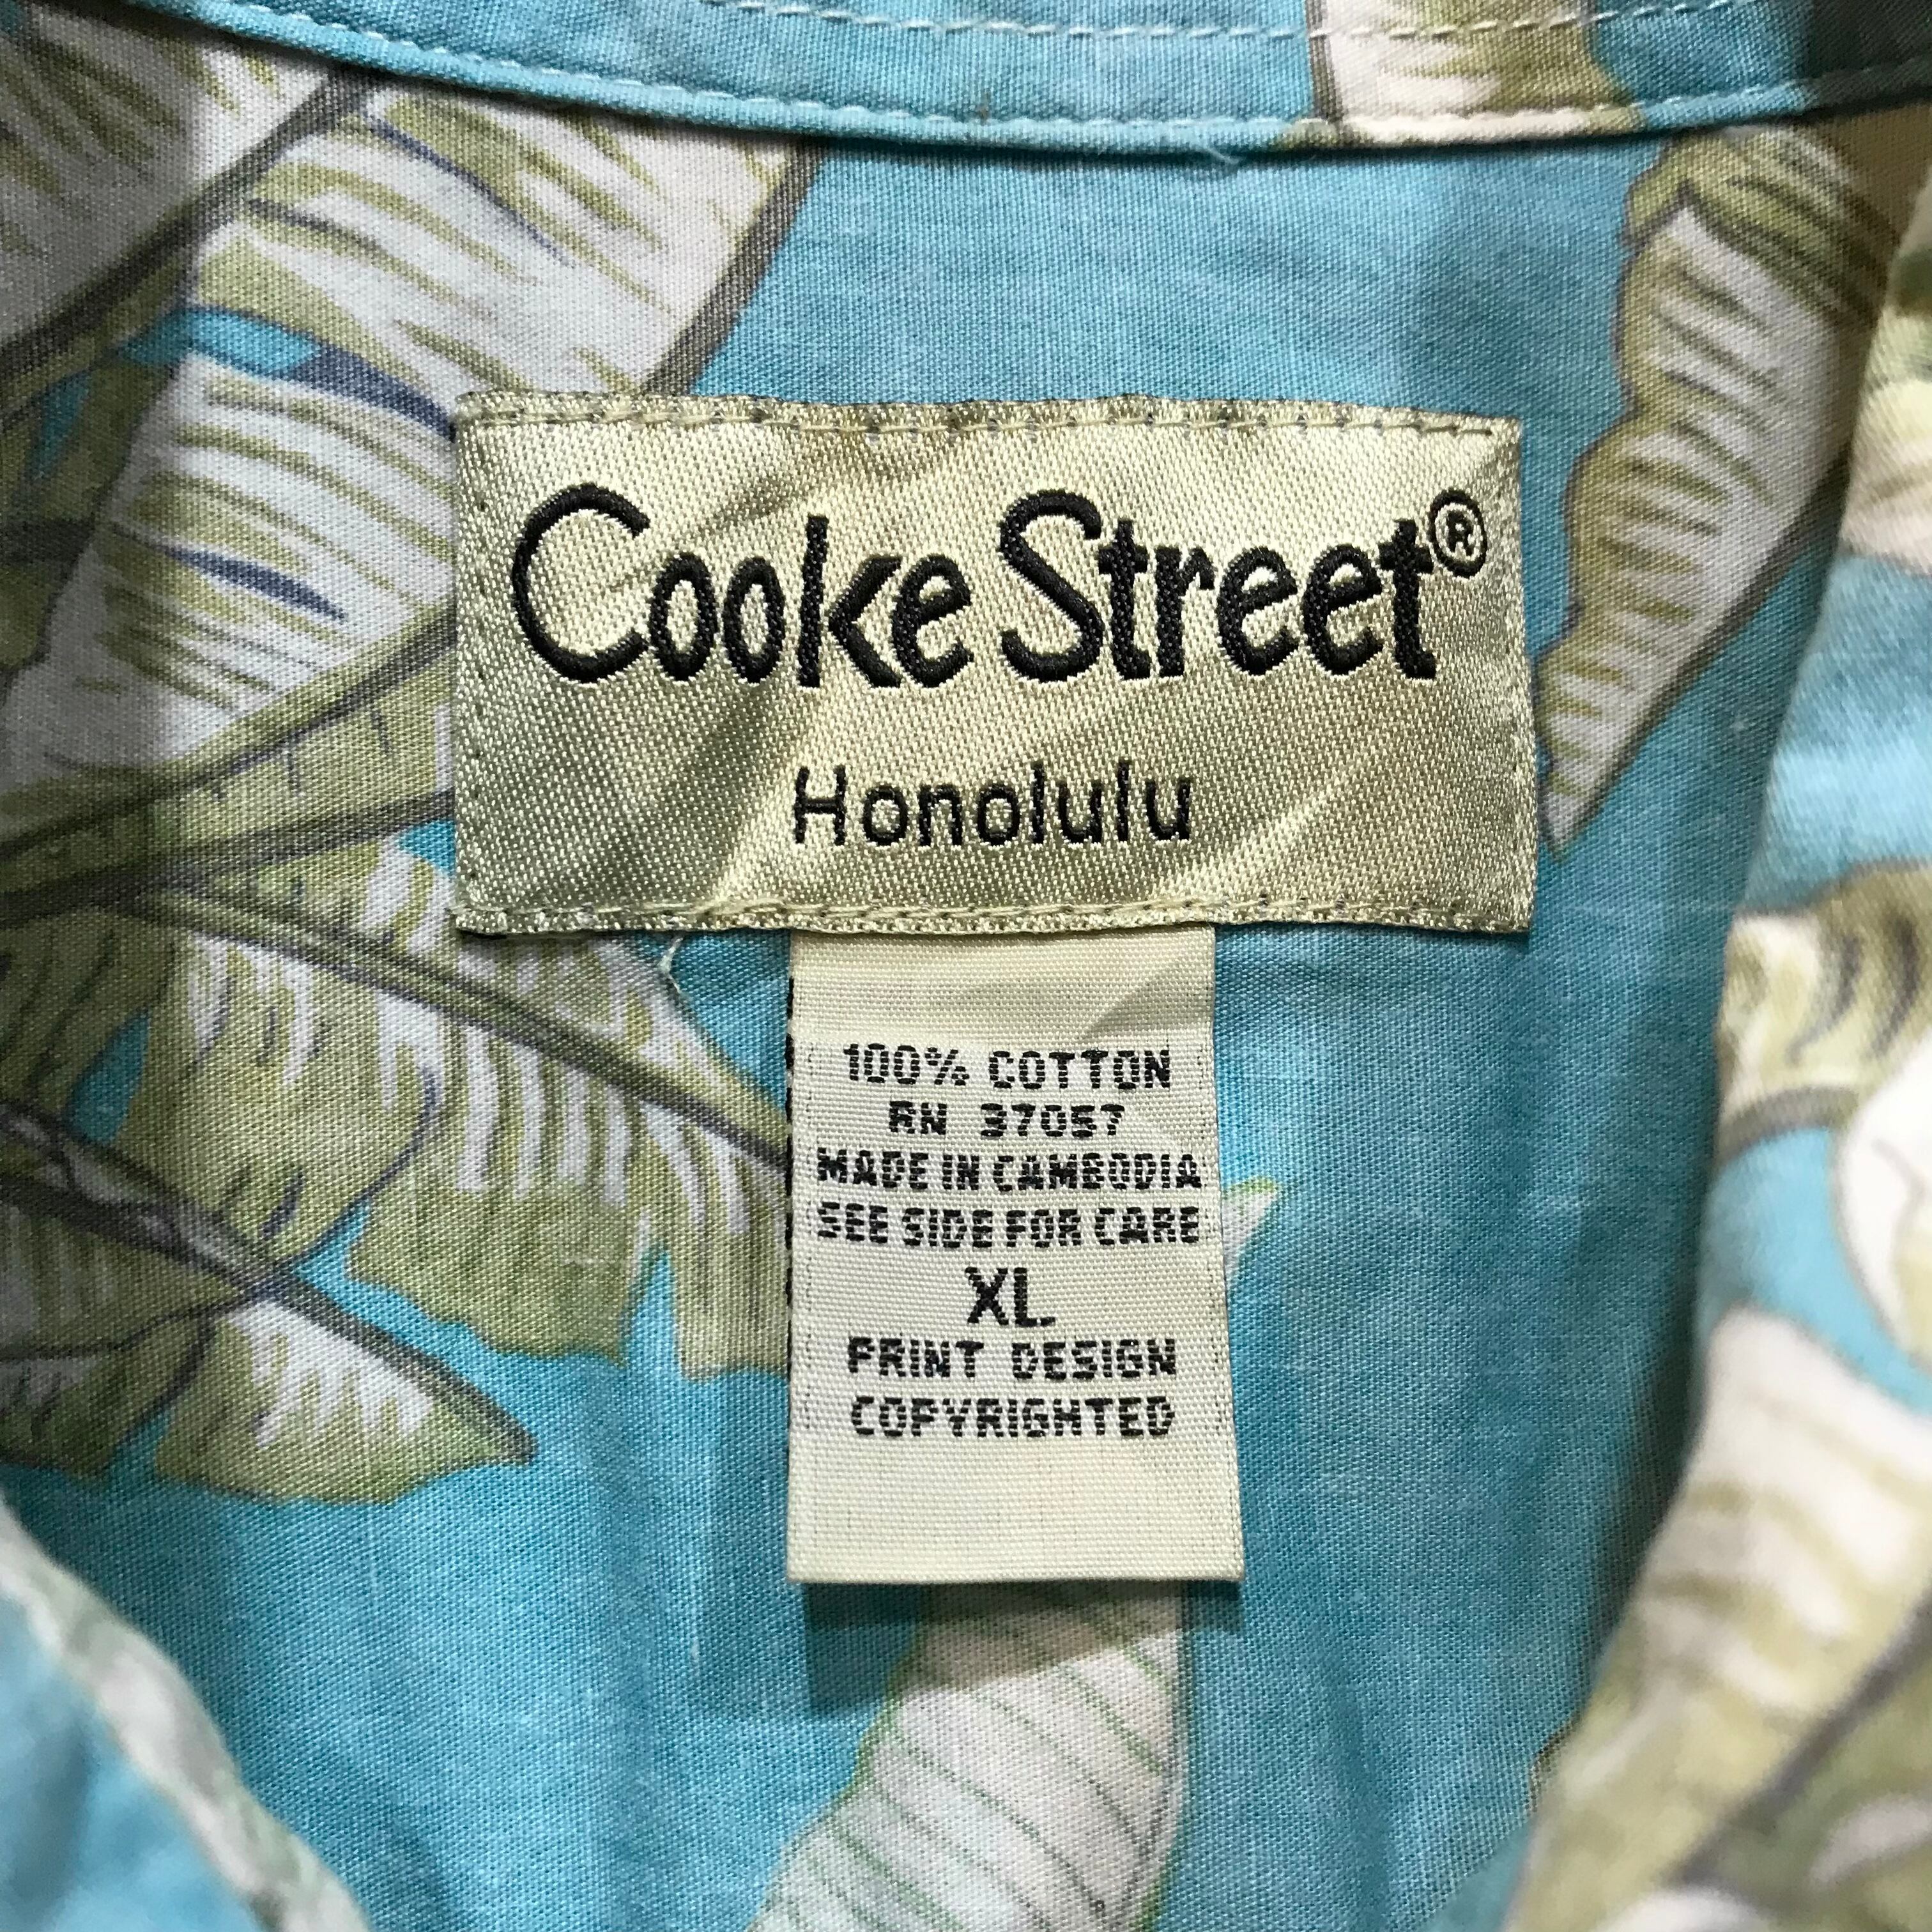 Cooke Street®
Honolulu
100% COTTON
RN 37057
MADE IN CAMBODIA
SEE SIDE FOR CARE
XL
PRINT DESIGN
COPYRIGHTED